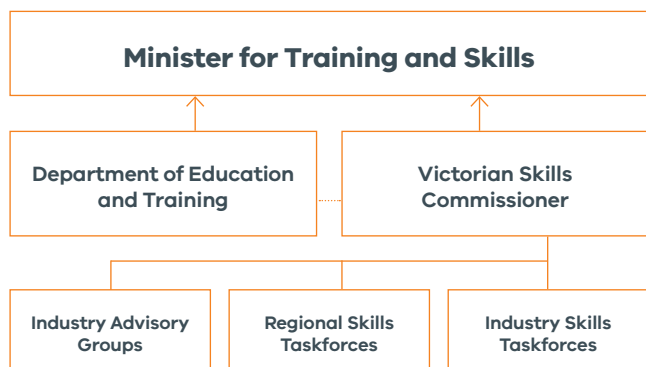 Minister for Training and Skills
Department of Education
and Training
Victorian Skills
Commissioner
Industry Advisory
Groups
Regional Skills
Taskforces
Industry Skills
Taskforces